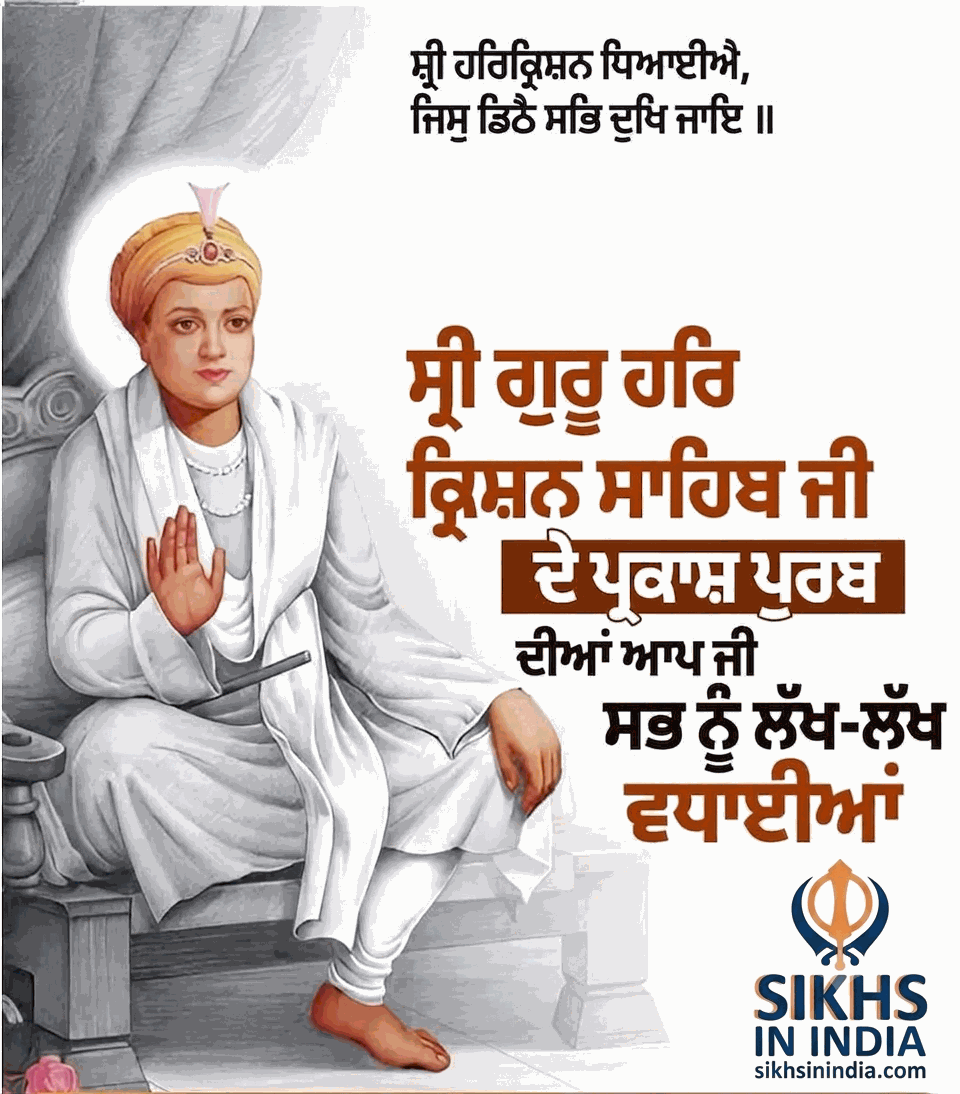 ਸ਼੍ਰੀ ਹਰਿਕ੍ਰਿਸ਼ਨ ਧਿਆਈਐ,
ਜਿਸੁ ਡਿਠੈ ਸਭਿ ਦੁਖਿ ਜਾਇ ॥
ਸ੍ਰੀ ਗੁਰੂ ਹਰਿ
ਕ੍ਰਿਸ਼ਨ ਸਾਹਿਬ ਜੀ
ਦੇ ਪ੍ਰਕਾਸ਼ ਪੁਰਬ
ਦੀਆਂ ਆਪ ਜੀ
ਸਭ ਨੂੰ ਲੱਖ-ਲੱਖ
ਵਧਾਈਆਂ
SIKHS
IN INDIA
sikhsinindia.com